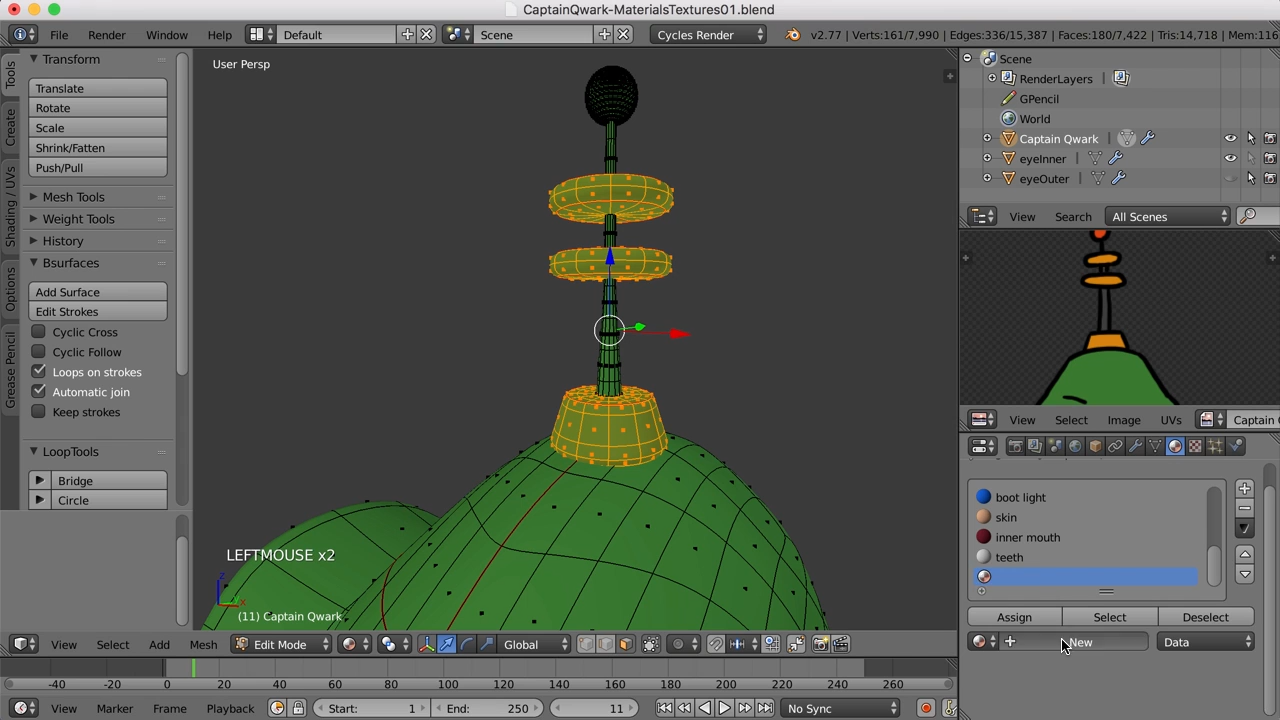 CaptainQwark-MaterialsTextures01.blend
File Render Window Help Default Scene Cycles Render v2.77 | Verts:161/7,990 | Edges:336/15,387 | Faces:180/7,422 | Tris:14,718 | Mem:116
Tools
Create
Shading / UVs
Options
Grease Pencil
Transform
Translate
Rotate
Scale
Shrink/Fatten
Push/Pull
Mesh Tools
Weight Tools
History
Bsurfaces
Add Surface
Edit Strokes
Cyclic Cross
Cyclic Follow
Loops on strokes
Automatic join
Keep strokes
LoopTools
Bridge
Circle
User Persp
LEFTMOUSE x2
(11) Captain Qwark
View Select Add Mesh Edit Mode Global
-40 -20 0 20 40 60 80 100 120 140 160 180 200 220 240 260
View Marker Frame Playback Start: 1 End: 250 11 No Sync
Scene
RenderLayers
GPencil
World
Captain Qwark
eyeInner
eyeOuter
View Search All Scenes
View Select Image UVs Captain
boot light
skin
inner mouth
teeth
Assign Select Deselect
New Data